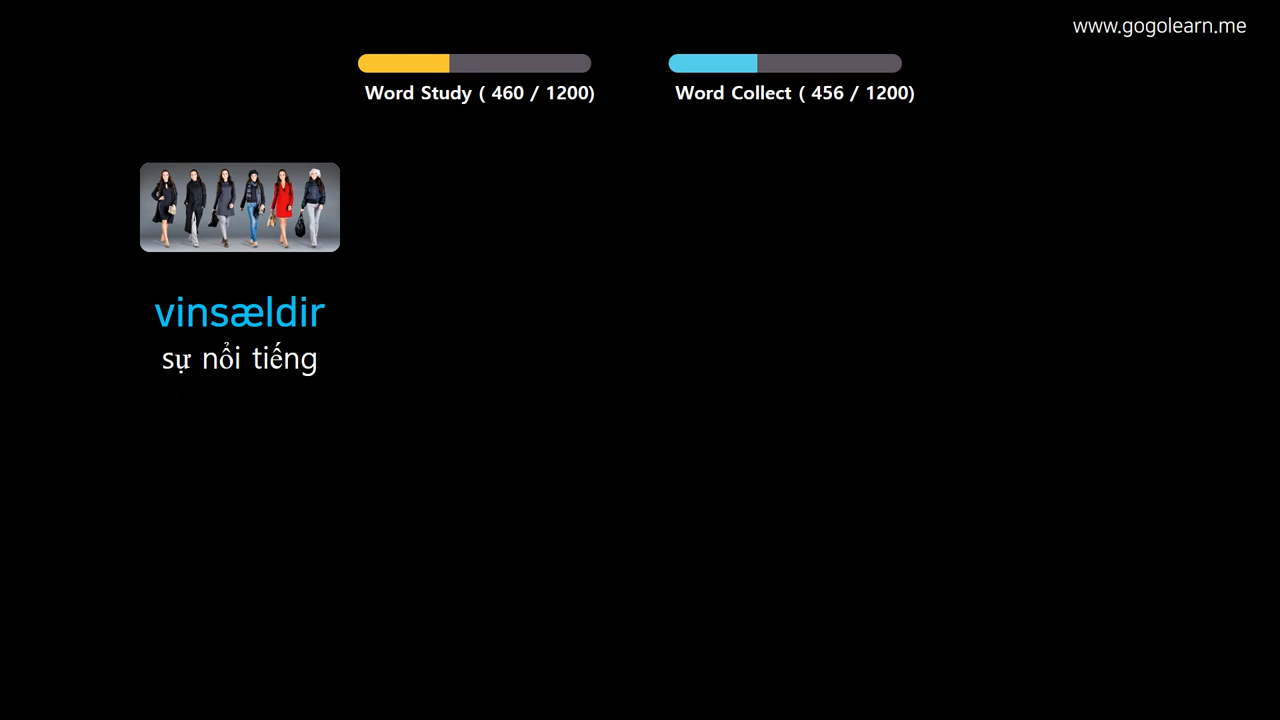 www.gogolearn.me
Word Study ( 460 / 1200)
Word Collect ( 456 / 1200)
vinsældir
sự nổi tiếng